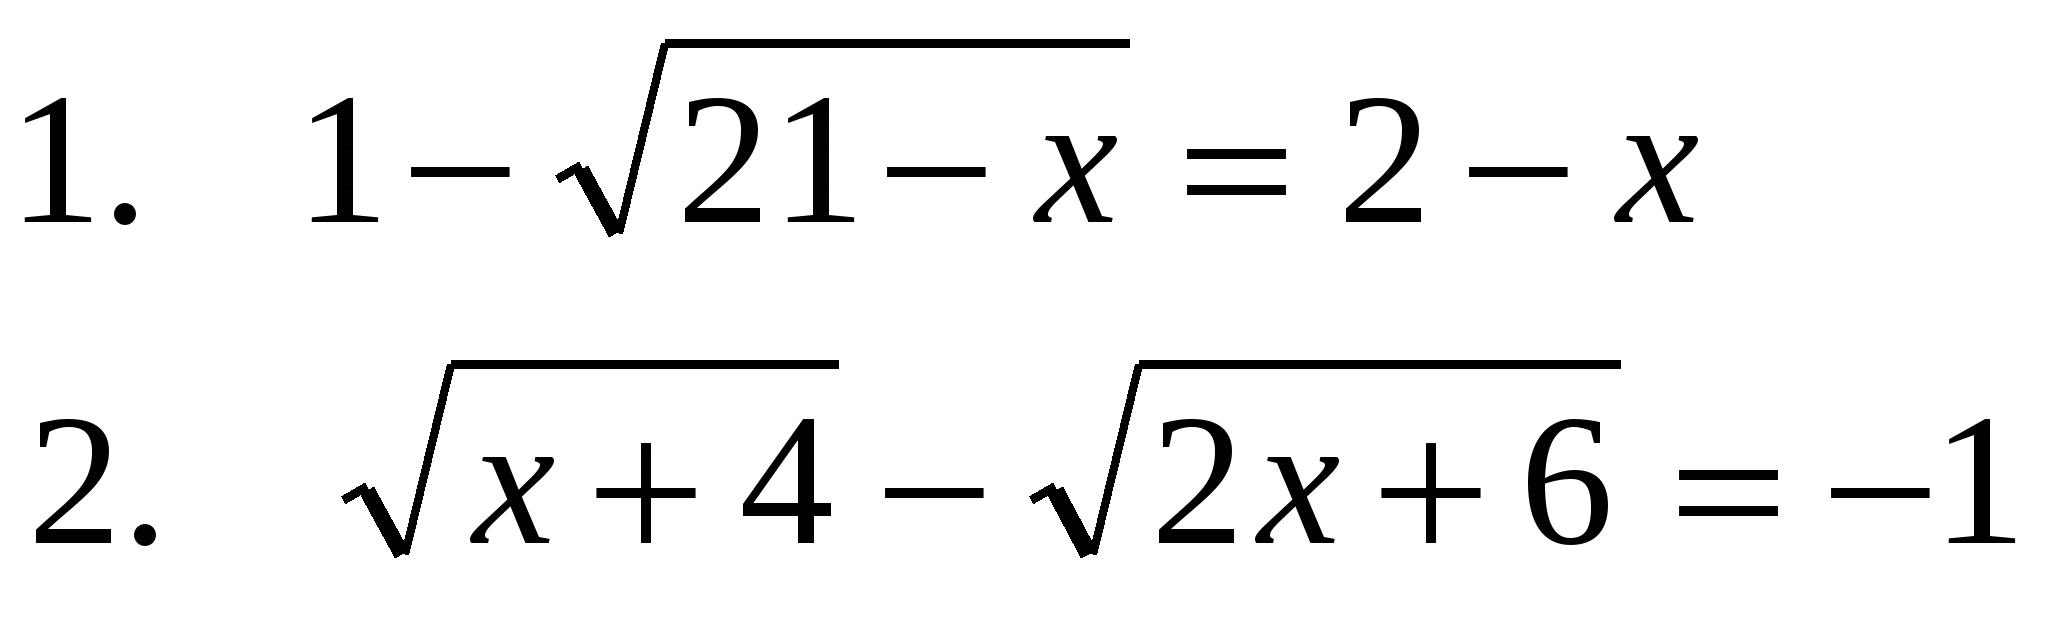 1. 1 − √(21 − x) = 2 − x
2. √(x + 4) − √(2x + 6) = −1